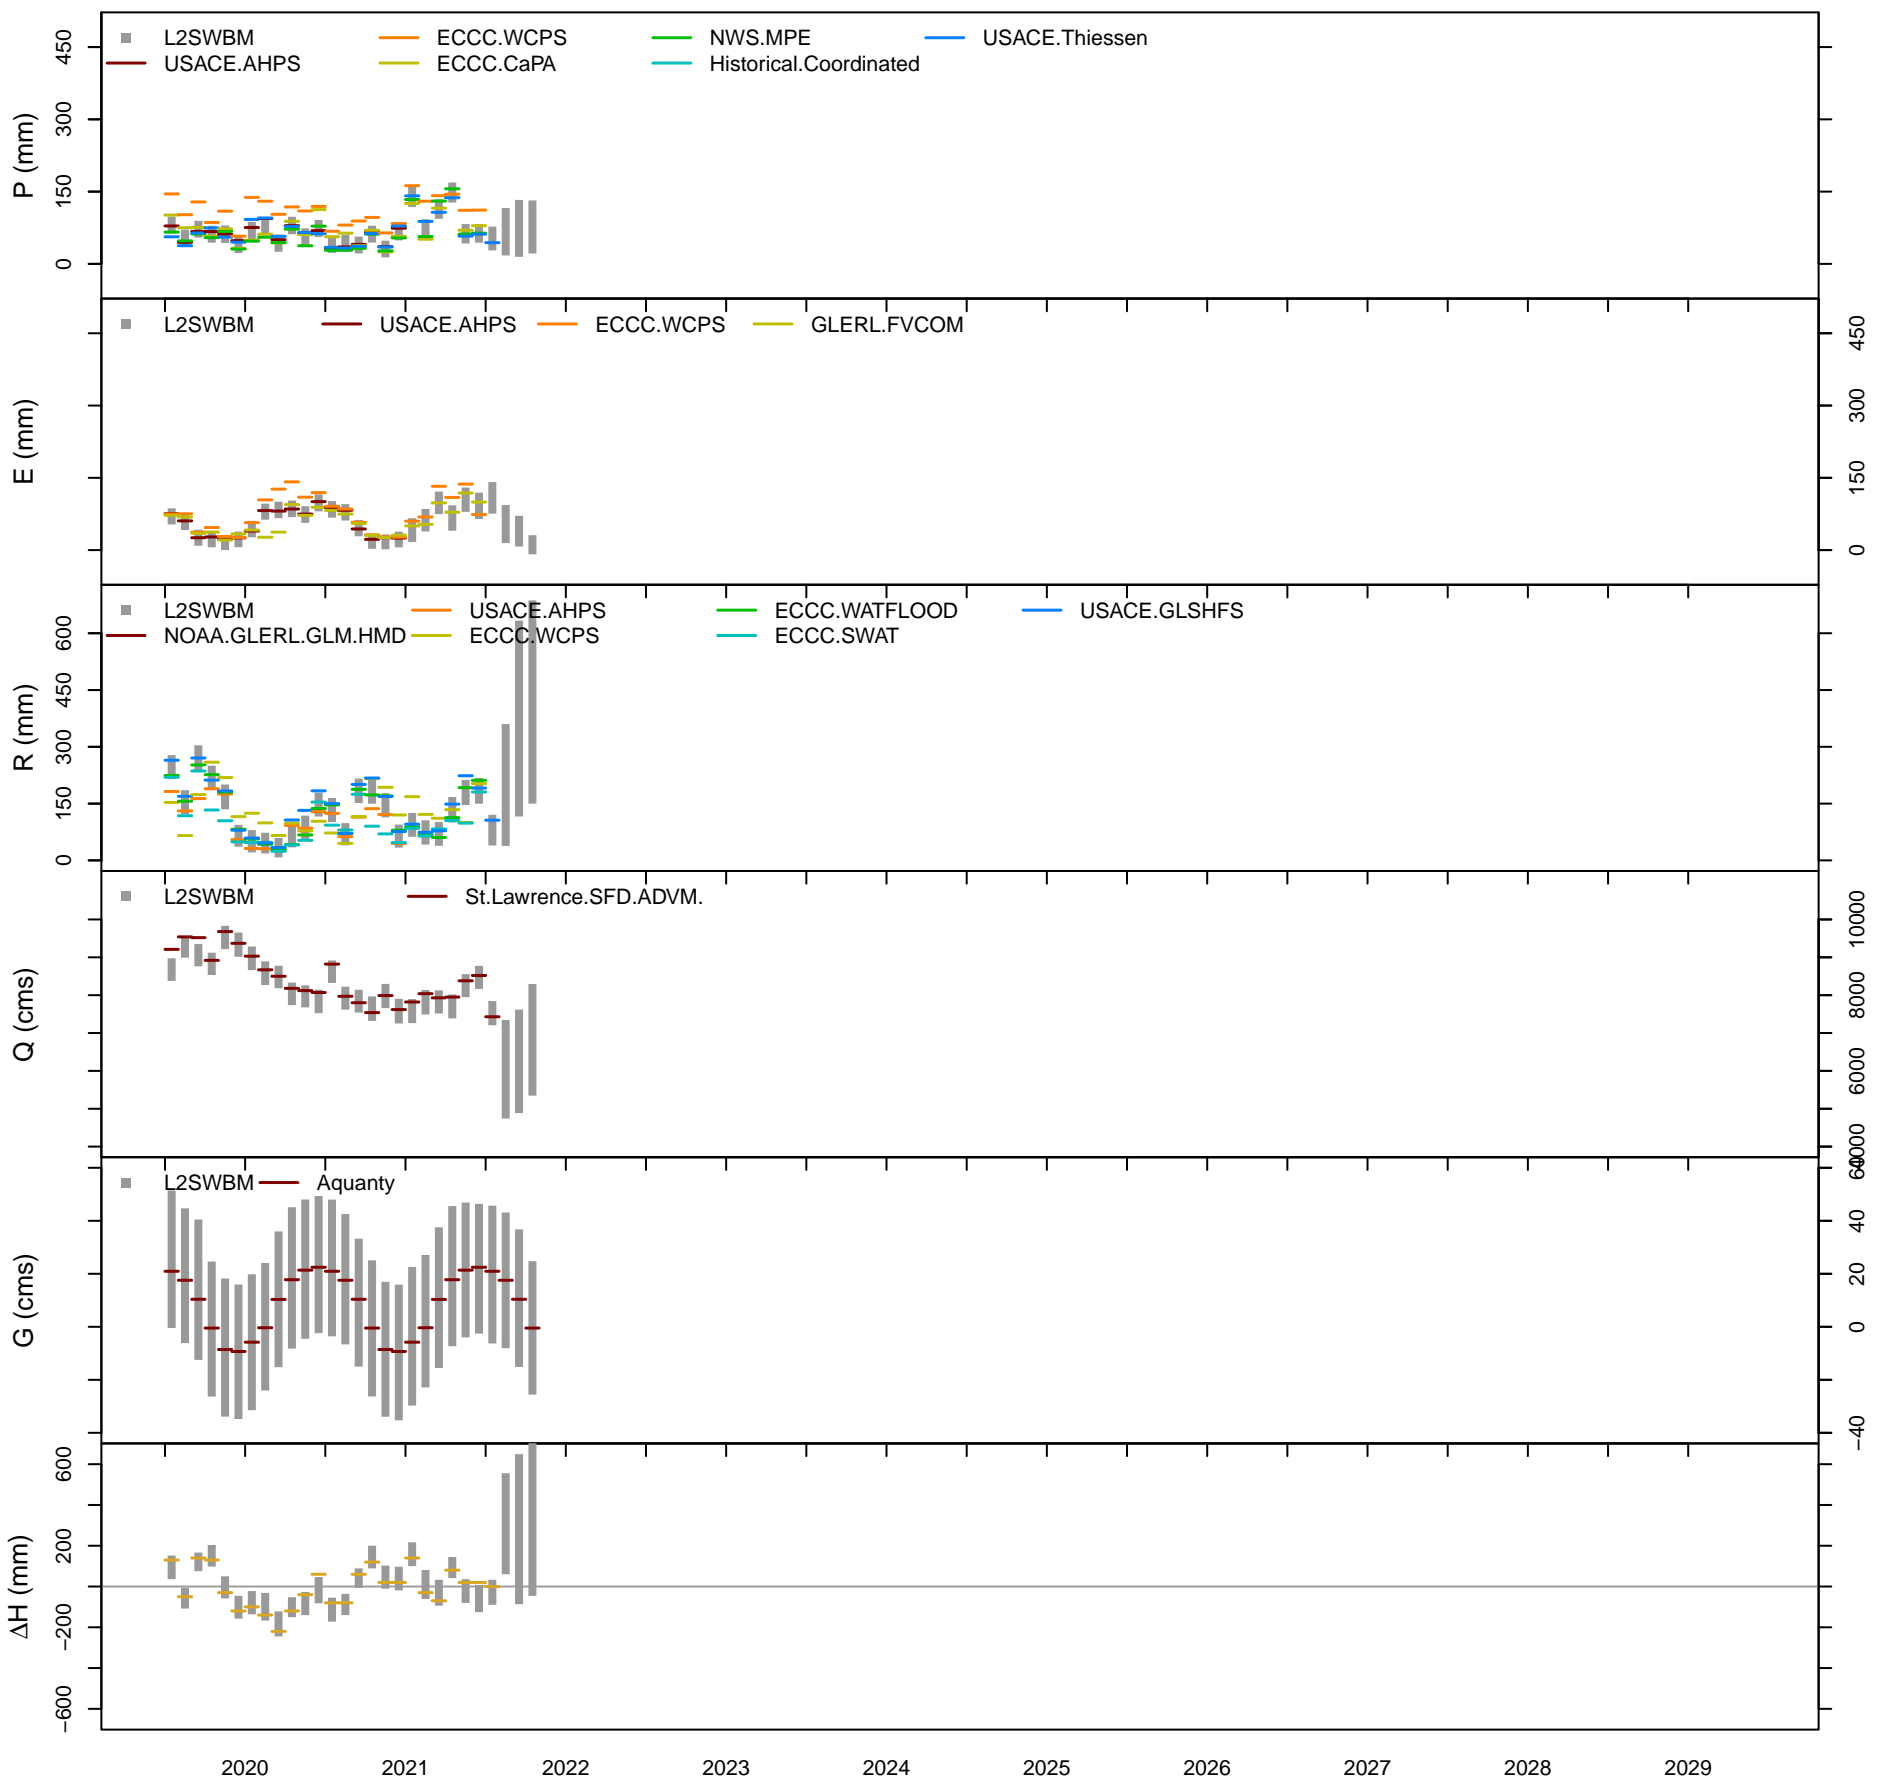 L2SWBM ECCC.WCPS NWS.MPE USACE.Thiessen
USACE.AHPS ECCC.CaPA Historical.Coordinated
P (mm)
0 150 300 450
L2SWBM USACE.AHPS ECCC.WCPS GLERL.FVCOM
E (mm)
0 150 300 450
L2SWBM USACE.AHPS ECCC.WATFLOOD USACE.GLSHFS
NOAA.GLERL.GLM.HMD ECCC.WCPS ECCC.SWAT
R (mm)
0 150 300 450 600
L2SWBM St.Lawrence.SFD.ADVM.
Q (cms)
4000 6000 8000 10000
L2SWBM Aquanty
G (cms)
−40 0 20 40 60
ΔH (mm)
−600 −200 200 600
2020 2021 2022 2023 2024 2025 2026 2027 2028 2029